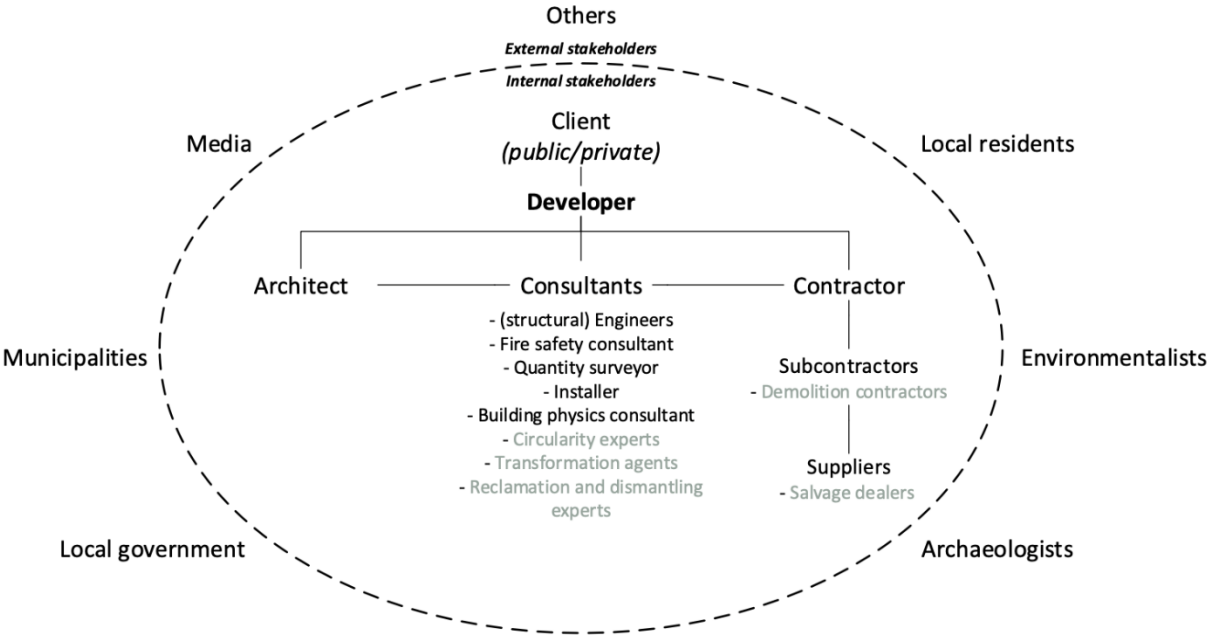 Others
External stakeholders
Internal stakeholders
Client
(public/private)
Media
Local residents
Developer
Architect
Consultants
Contractor
- (structural) Engineers
- Fire safety consultant
- Quantity surveyor
- Installer
- Building physics consultant
- Circularity experts
- Transformation agents
- Reclamation and dismantling
experts
Subcontractors
- Demolition contractors
Suppliers
- Salvage dealers
Municipalities
Environmentalists
Local government
Archaeologists